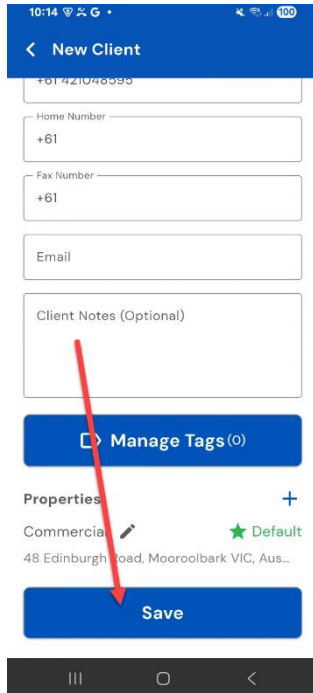 10:14 G • 100
New Client
+61 421048595
Home Number
+61
Fax Number
+61
Email
Client Notes (Optional)
Manage Tags (0)
Properties +
Commercial Default
48 Edinburgh Road, Mooroolbark VIC, Aus...
Save